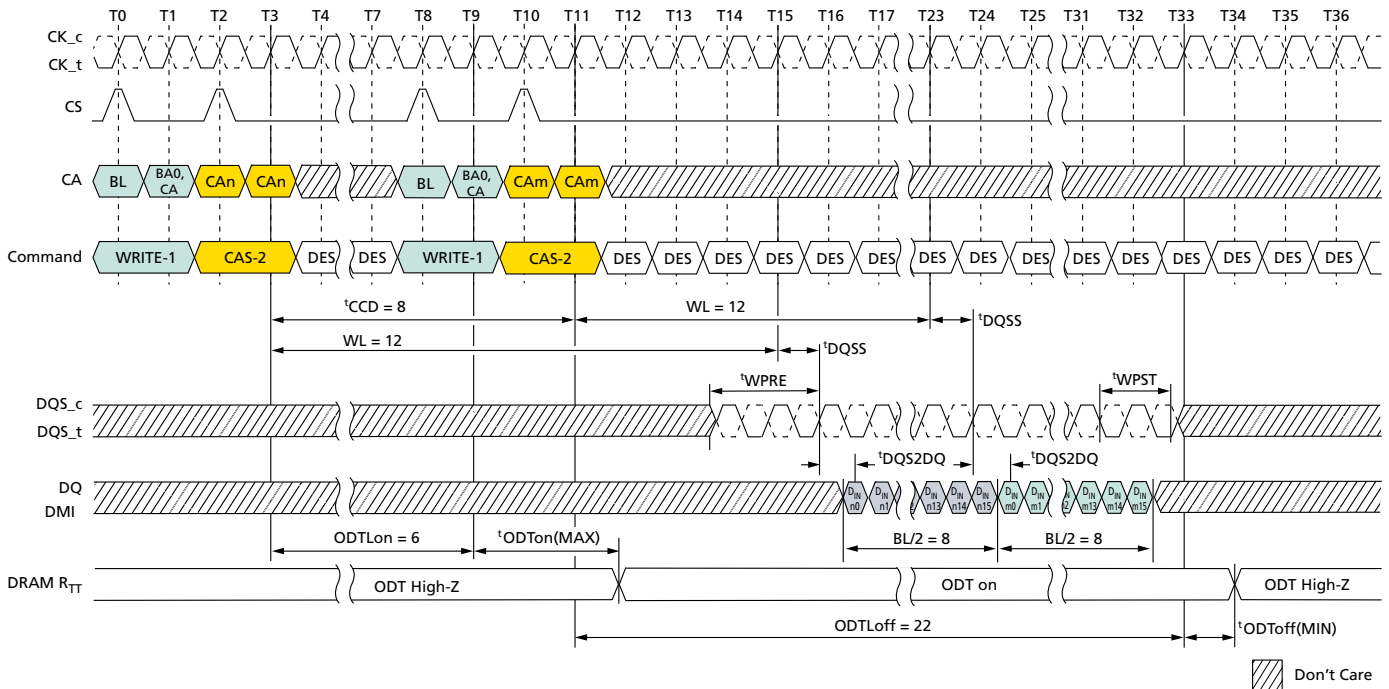 T0 T1 T2 T3 T4 T7 T8 T9 T10 T11 T12 T13 T14 T15 T16 T17 T23 T24 T25 T31 T32 T33 T34 T35 T36
CK_c
CK_t
CS
CA BL BA0, CA CAn CAn BL BA0, CA CAm CAm
Command WRITE-1 CAS-2 DES DES WRITE-1 CAS-2 DES DES DES DES DES DES DES DES DES DES DES DES DES DES DES
tCCD = 8 WL = 12 tDQSS
WL = 12 tDQSS
tWPRE tWPST
DQS_c
DQS_t
tDQS2DQ tDQS2DQ
DQ
DMI
DIN n0 DIN n1 DIN n13 DIN n14 DIN n15 DIN m0 DIN m1 DIN m13 DIN m14 DIN m15
BL/2 = 8 BL/2 = 8
ODTLon = 6 tODTon(MAX)
DRAM RTT ODT High-Z ODT on ODT High-Z
ODTLoff = 22 tODToff(MIN)
Don't Care